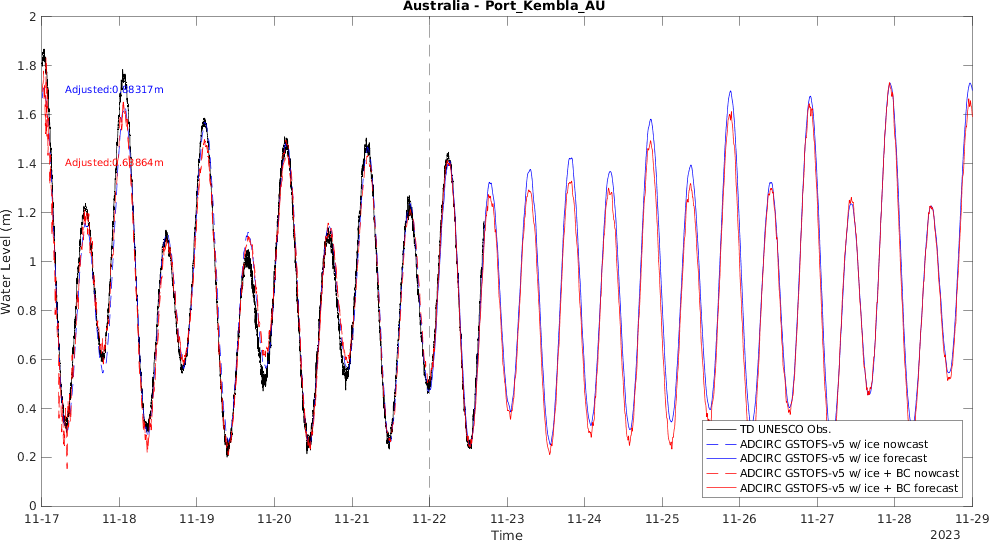 Australia - Port_Kembla_AU
2
1.8
1.6
1.4
1.2
1
0.8
0.6
0.4
0.2
0
Water Level (m)
Adjusted:0.68317m
Adjusted:0.63864m
TD UNESCO Obs.
ADCIRC GSTOFS-v5 w/ ice nowcast
ADCIRC GSTOFS-v5 w/ ice forecast
ADCIRC GSTOFS-v5 w/ ice + BC nowcast
ADCIRC GSTOFS-v5 w/ ice + BC forecast
11-17 11-18 11-19 11-20 11-21 11-22 11-23 11-24 11-25 11-26 11-27 11-28 11-29
Time
2023